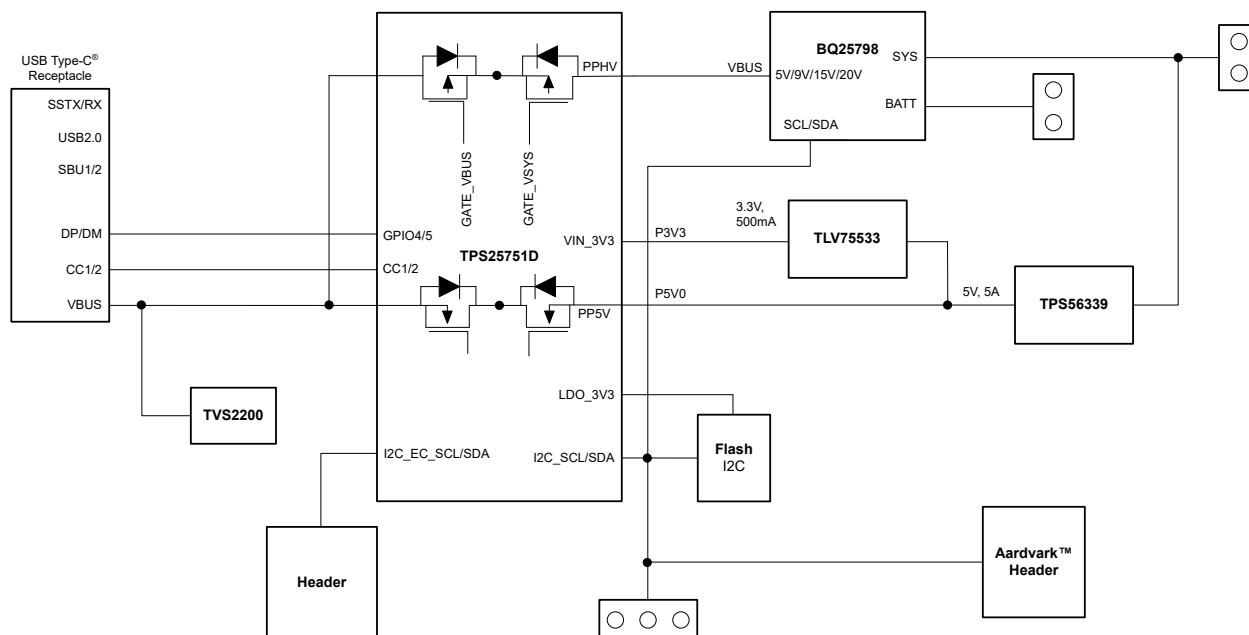 USB Type-C®
Receptacle
SSTX/RX
USB2.0
SBU1/2
DP/DM
CC1/2
VBUS
TVS2200
PPHV
GATE_VBUS
GATE_VSYS
GPIO4/5
TPS25751D
CC1/2
VIN_3V3
PP5V
LDO_3V3
I2C_EC_SCL/SDA
I2C_SCL/SDA
Header
VBUS
BQ25798
5V/9V/15V/20V
SYS
BATT
SCL/SDA
3.3V,
500mA
P3V3
TLV75533
P5V0
5V, 5A
TPS56339
Flash
I2C
Aardvark™
Header